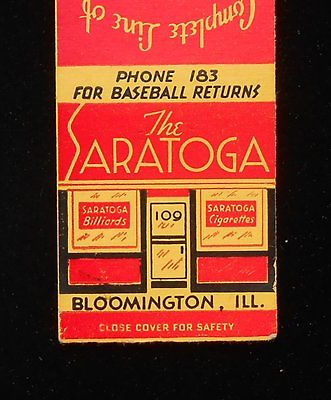 Complete Line of
PHONE 183
FOR BASEBALL RETURNS
The
SARATOGA
SARATOGA
Billiards
109
SARATOGA
Cigarettes
BLOOMINGTON, ILL.
CLOSE COVER FOR SAFETY